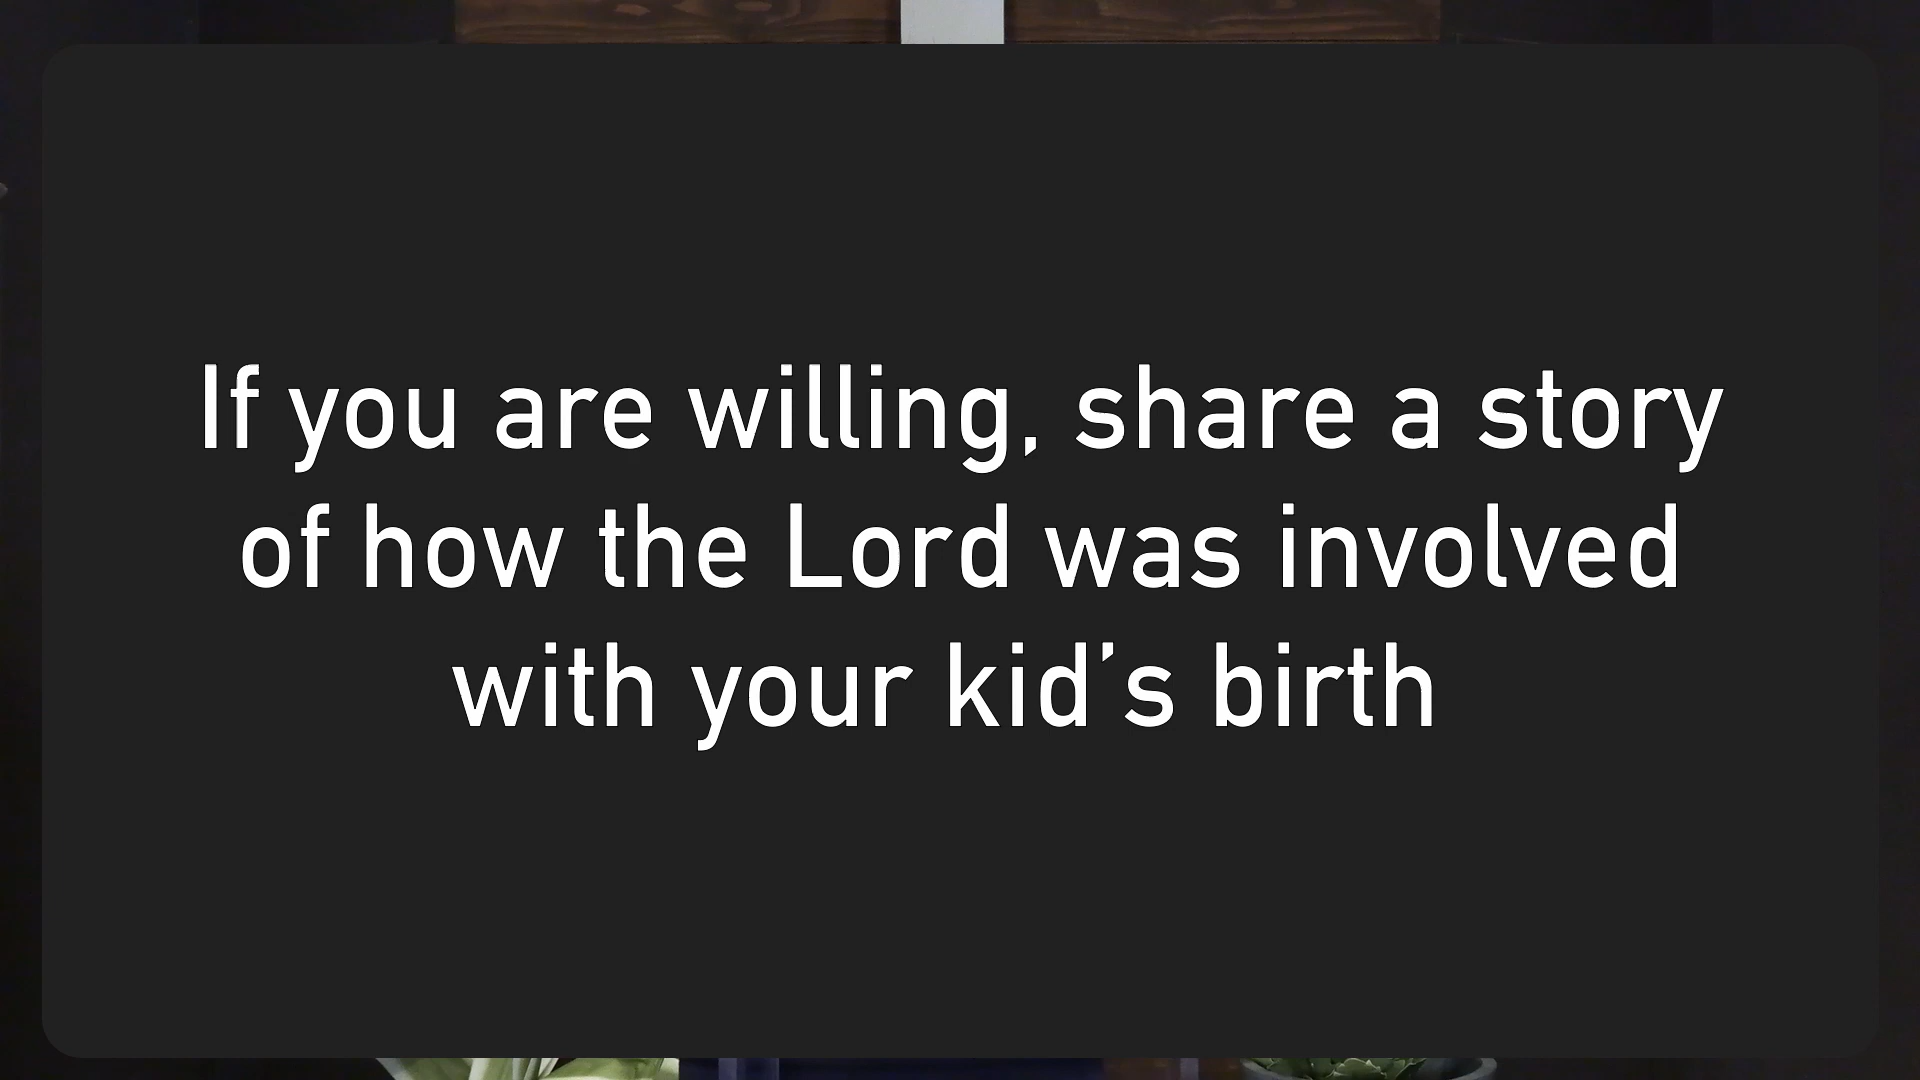 If you are willing, share a story
of how the Lord was involved
with your kid’s birth